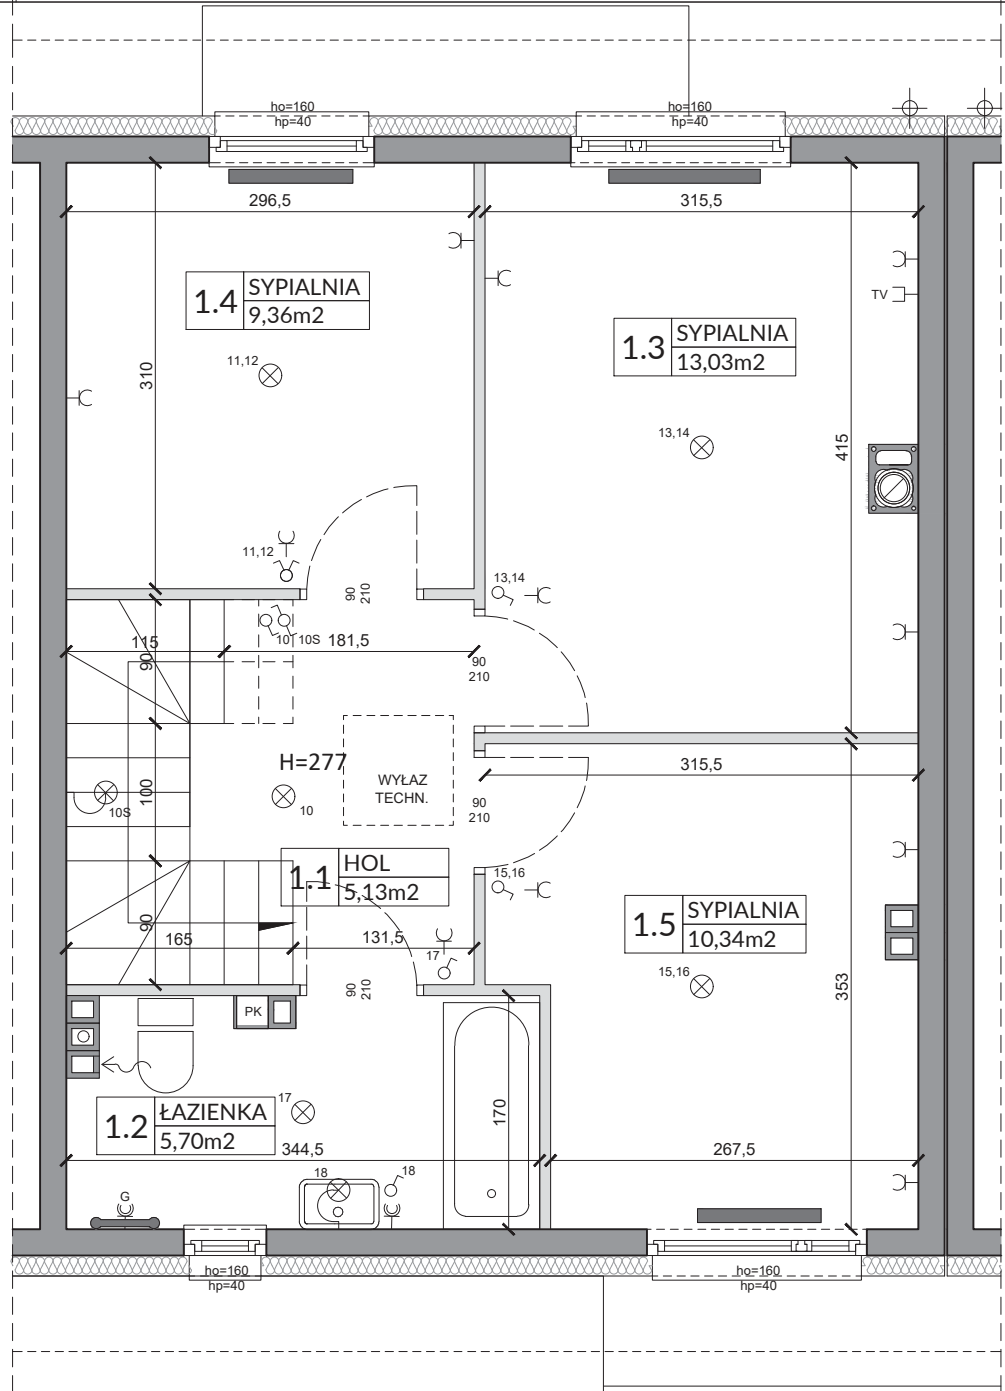 ho=160
hp=40
ho=160
hp=40
296,5
315,5
1.4
SYPIALNIA
9,36m2
TV
1.3
SYPIALNIA
13,03m2
11,12
310
13,14
415
11,12
90
210
13,14
10
10S
115
181,5
90
90
210
H=277
WYŁAZ
TECHN.
315,5
100
10S
10
90
210
1.1
HOL
5,13m2
15,16
1.5
SYPIALNIA
10,34m2
90
165
131,5
17
90
210
15,16
353
PK
1.2
ŁAZIENKA
5,70m2
17
170
344,5
267,5
18
18
G
ho=160
hp=40
ho=160
hp=40